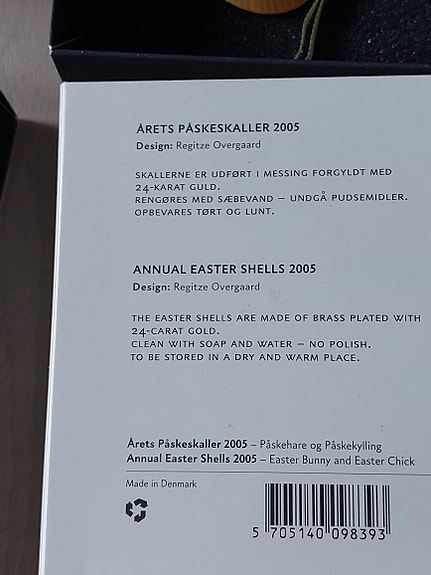 ÅRETS PÅSKESKALLER 2005
Design: Regitze Overgaard
SKALLERNE ER UDFØRT I MESSING FORGYLDT MED
24-KARAT GULD.
RENGØRES MED SÆBEVAND – UNDGÅ PUDSEMIDLER.
OPBEVARES TØRT OG LUNT.
ANNUAL EASTER SHELLS 2005
Design: Regitze Overgaard
THE EASTER SHELLS ARE MADE OF BRASS PLATED WITH
24-CARAT GOLD.
CLEAN WITH SOAP AND WATER – NO POLISH.
TO BE STORED IN A DRY AND WARM PLACE.
Årets Påskeskaller 2005 – Påskehare og Påskekylling
Annual Easter Shells 2005 – Easter Bunny and Easter Chick
Made in Denmark
5 705140 098393